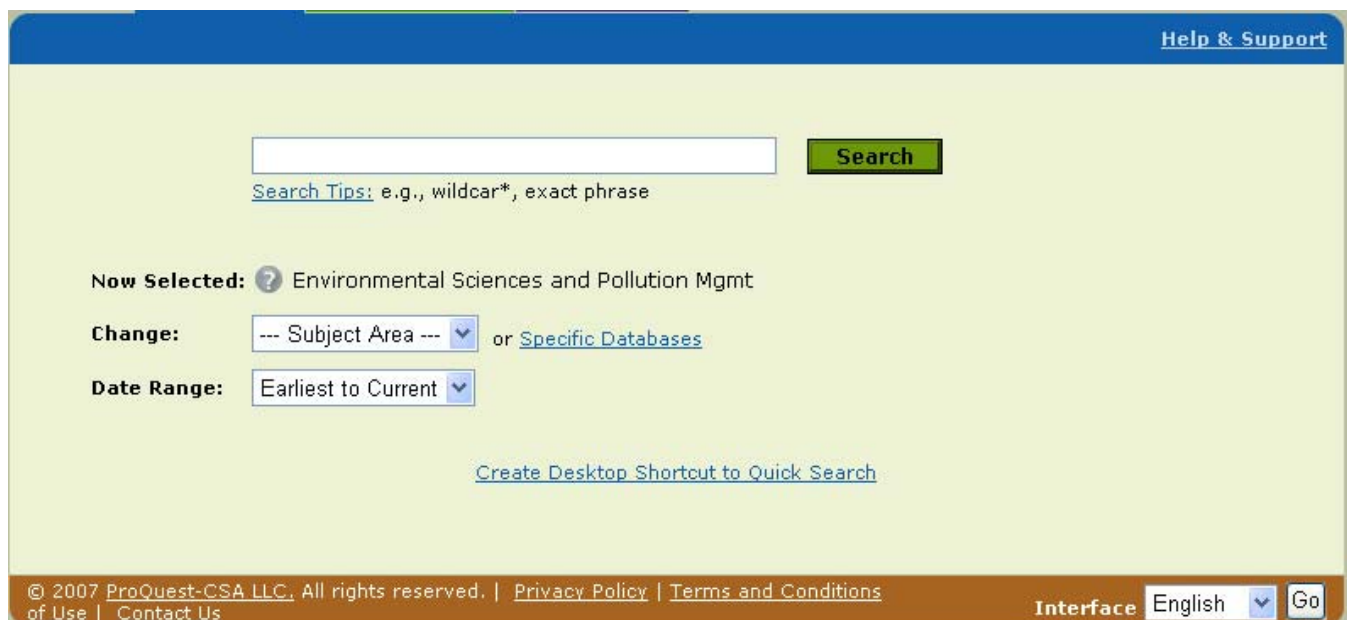 Help & Support
Search
Search Tips: e.g., wildcar*, exact phrase
Now Selected: ? Environmental Sciences and Pollution Mgmt
Change: --- Subject Area --- or Specific Databases
Date Range: Earliest to Current
Create Desktop Shortcut to Quick Search
© 2007 ProQuest-CSA LLC. All rights reserved. | Privacy Policy | Terms and Conditions
of Use | Contact Us
Interface English Go